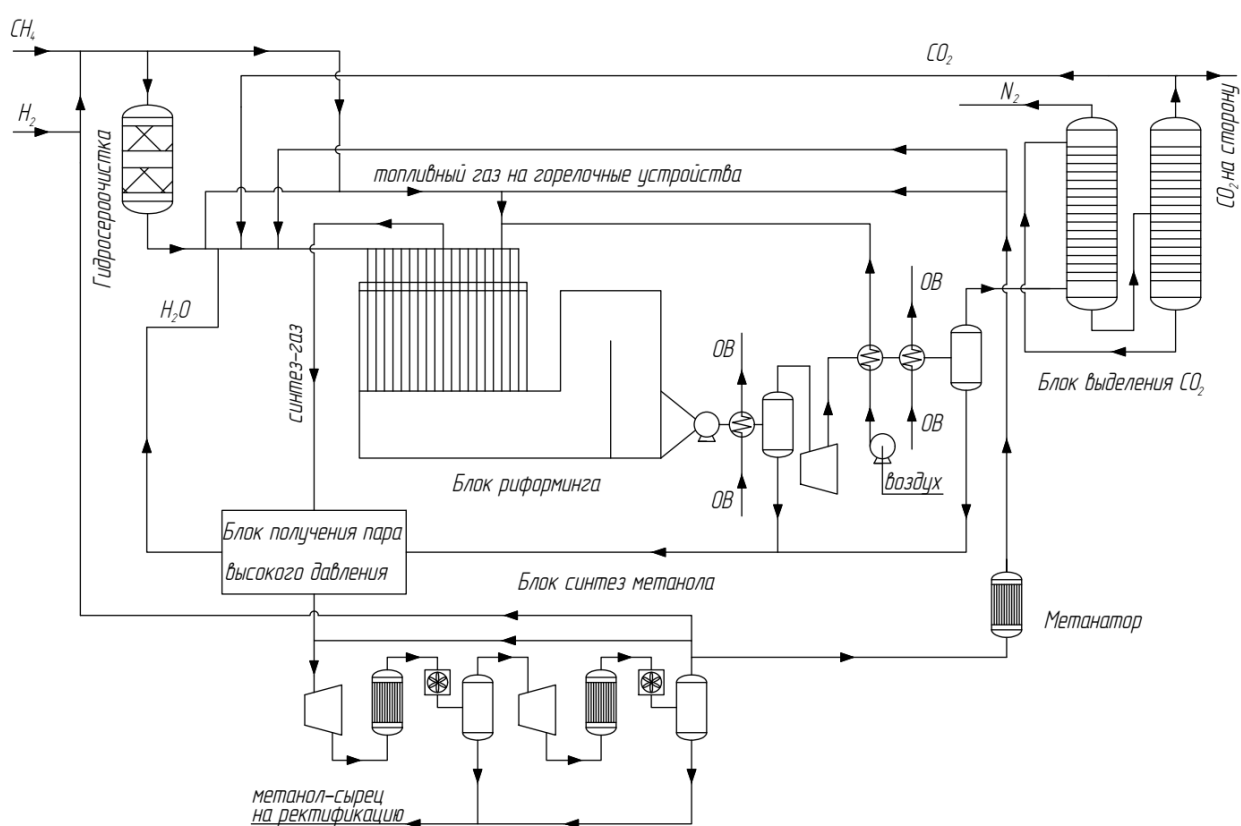 CH₄
H₂
Гидросероочистка
CO₂
N₂
CO₂ на сторону
топливный газ на горелочные устройства
H₂O
синтез-газ
ОВ
ОВ
Блок выделения CO₂
ОВ
ОВ
воздух
Блок риформинга
Блок получения пара
высокого давления
Блок синтез метанола
Метанатор
метанол-сырец
на ректификацию